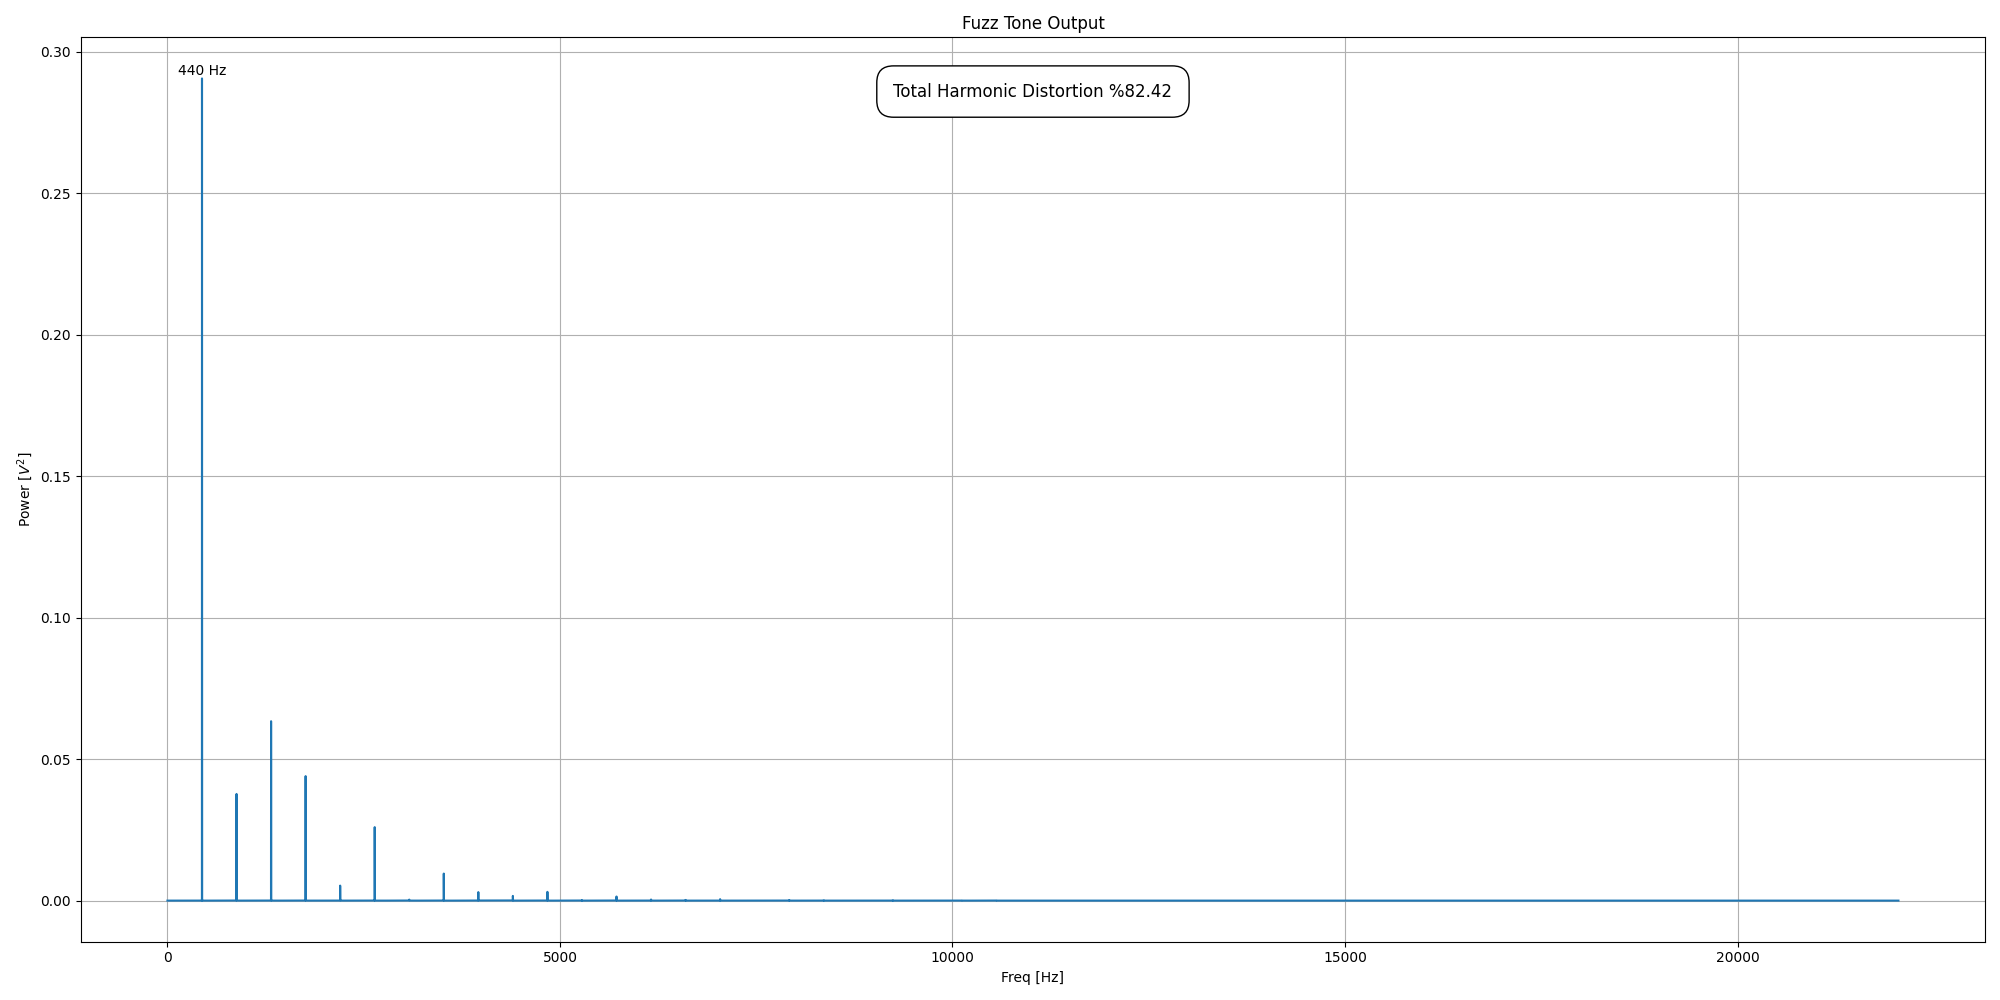 Fuzz Tone Output
440 Hz
Total Harmonic Distortion %82.42
Power [V²]
0.30
0.25
0.20
0.15
0.10
0.05
0.00
0
5000
10000
15000
20000
Freq [Hz]